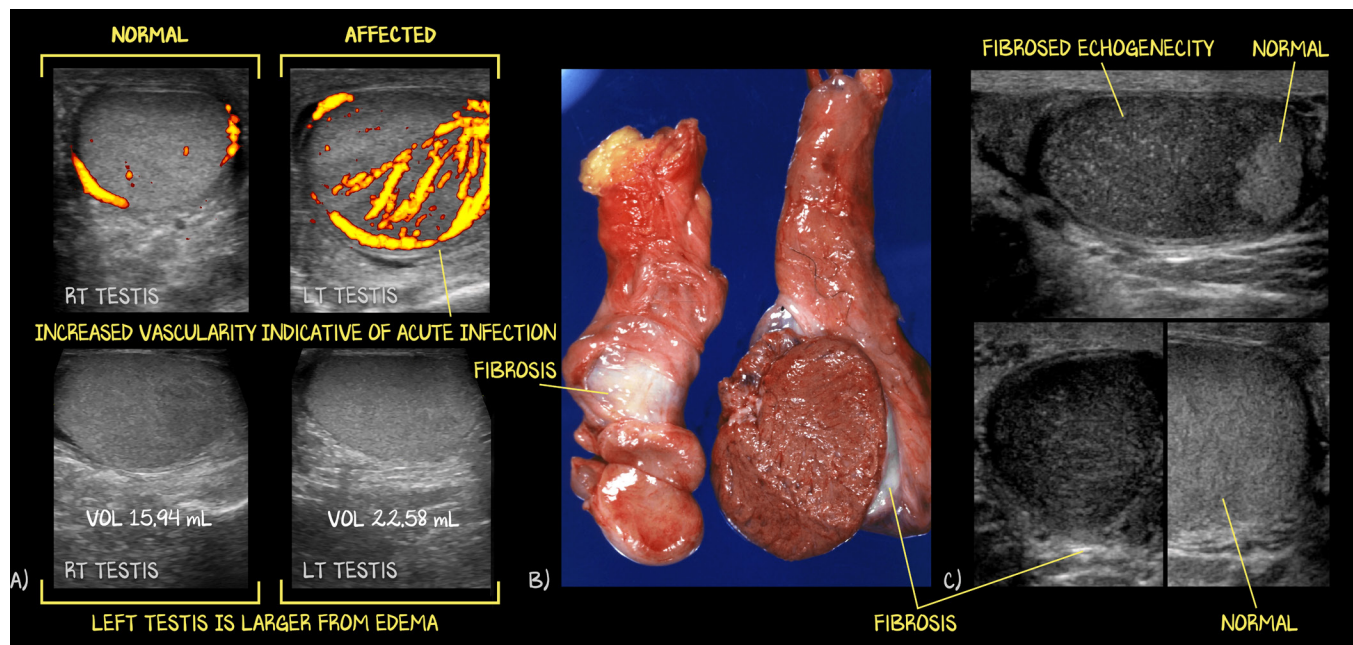 NORMAL
AFFECTED
RT TESTIS
LT TESTIS
INCREASED VASCULARITY INDICATIVE OF ACUTE INFECTION
VOL 15.94 mL
VOL 22.58 mL
RT TESTIS
LT TESTIS
A)
LEFT TESTIS IS LARGER FROM EDEMA
FIBROSIS
B)
FIBROSED ECHOGENECITY
NORMAL
C)
FIBROSIS
NORMAL